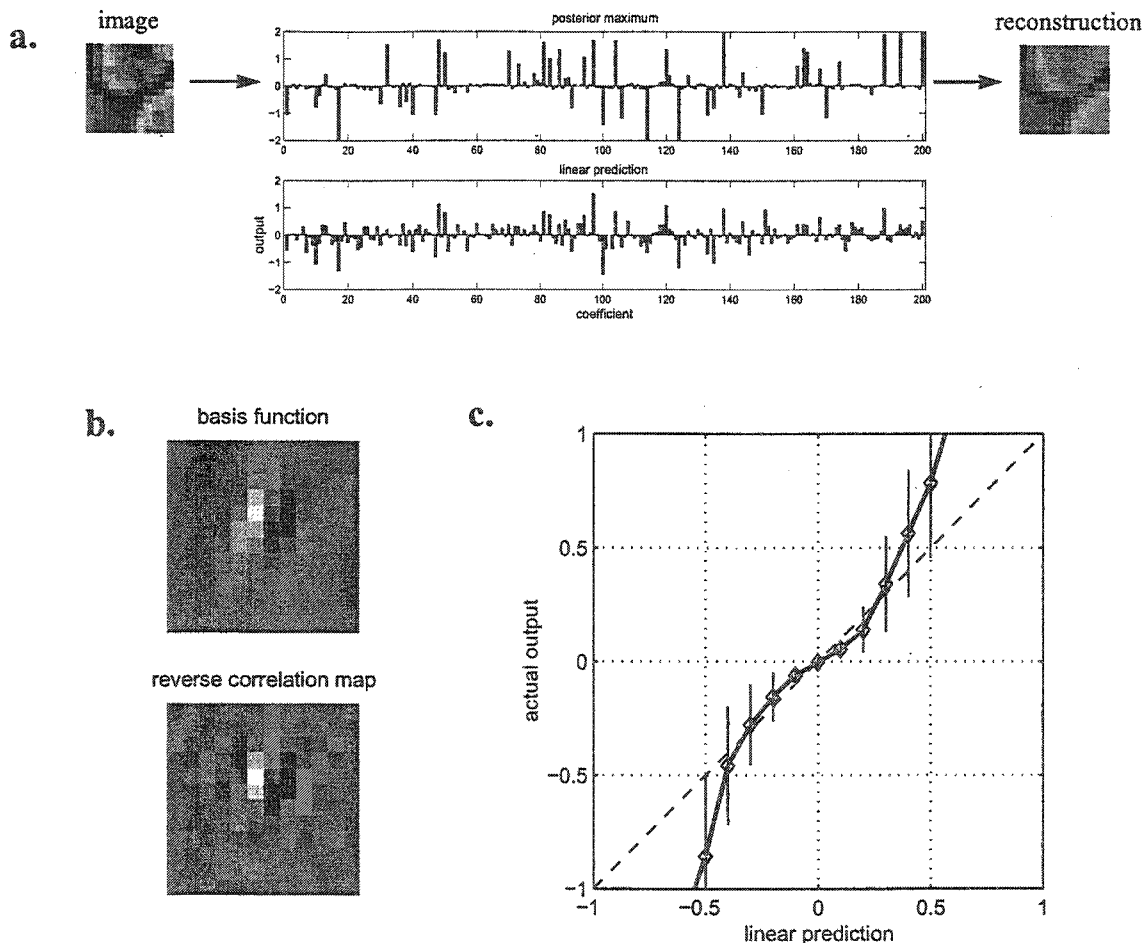 a.
image
posterior maximum
reconstruction
2
1
0
−1
−2
0 20 40 60 80 100 120 140 160 180 200
linear prediction
2
1
0
−1
−2
output
0 20 40 60 80 100 120 140 160 180 200
coefficient
b.
basis function
reverse correlation map
c.
1
0.5
0
−0.5
−1
actual output
−1 −0.5 0 0.5 1
linear prediction